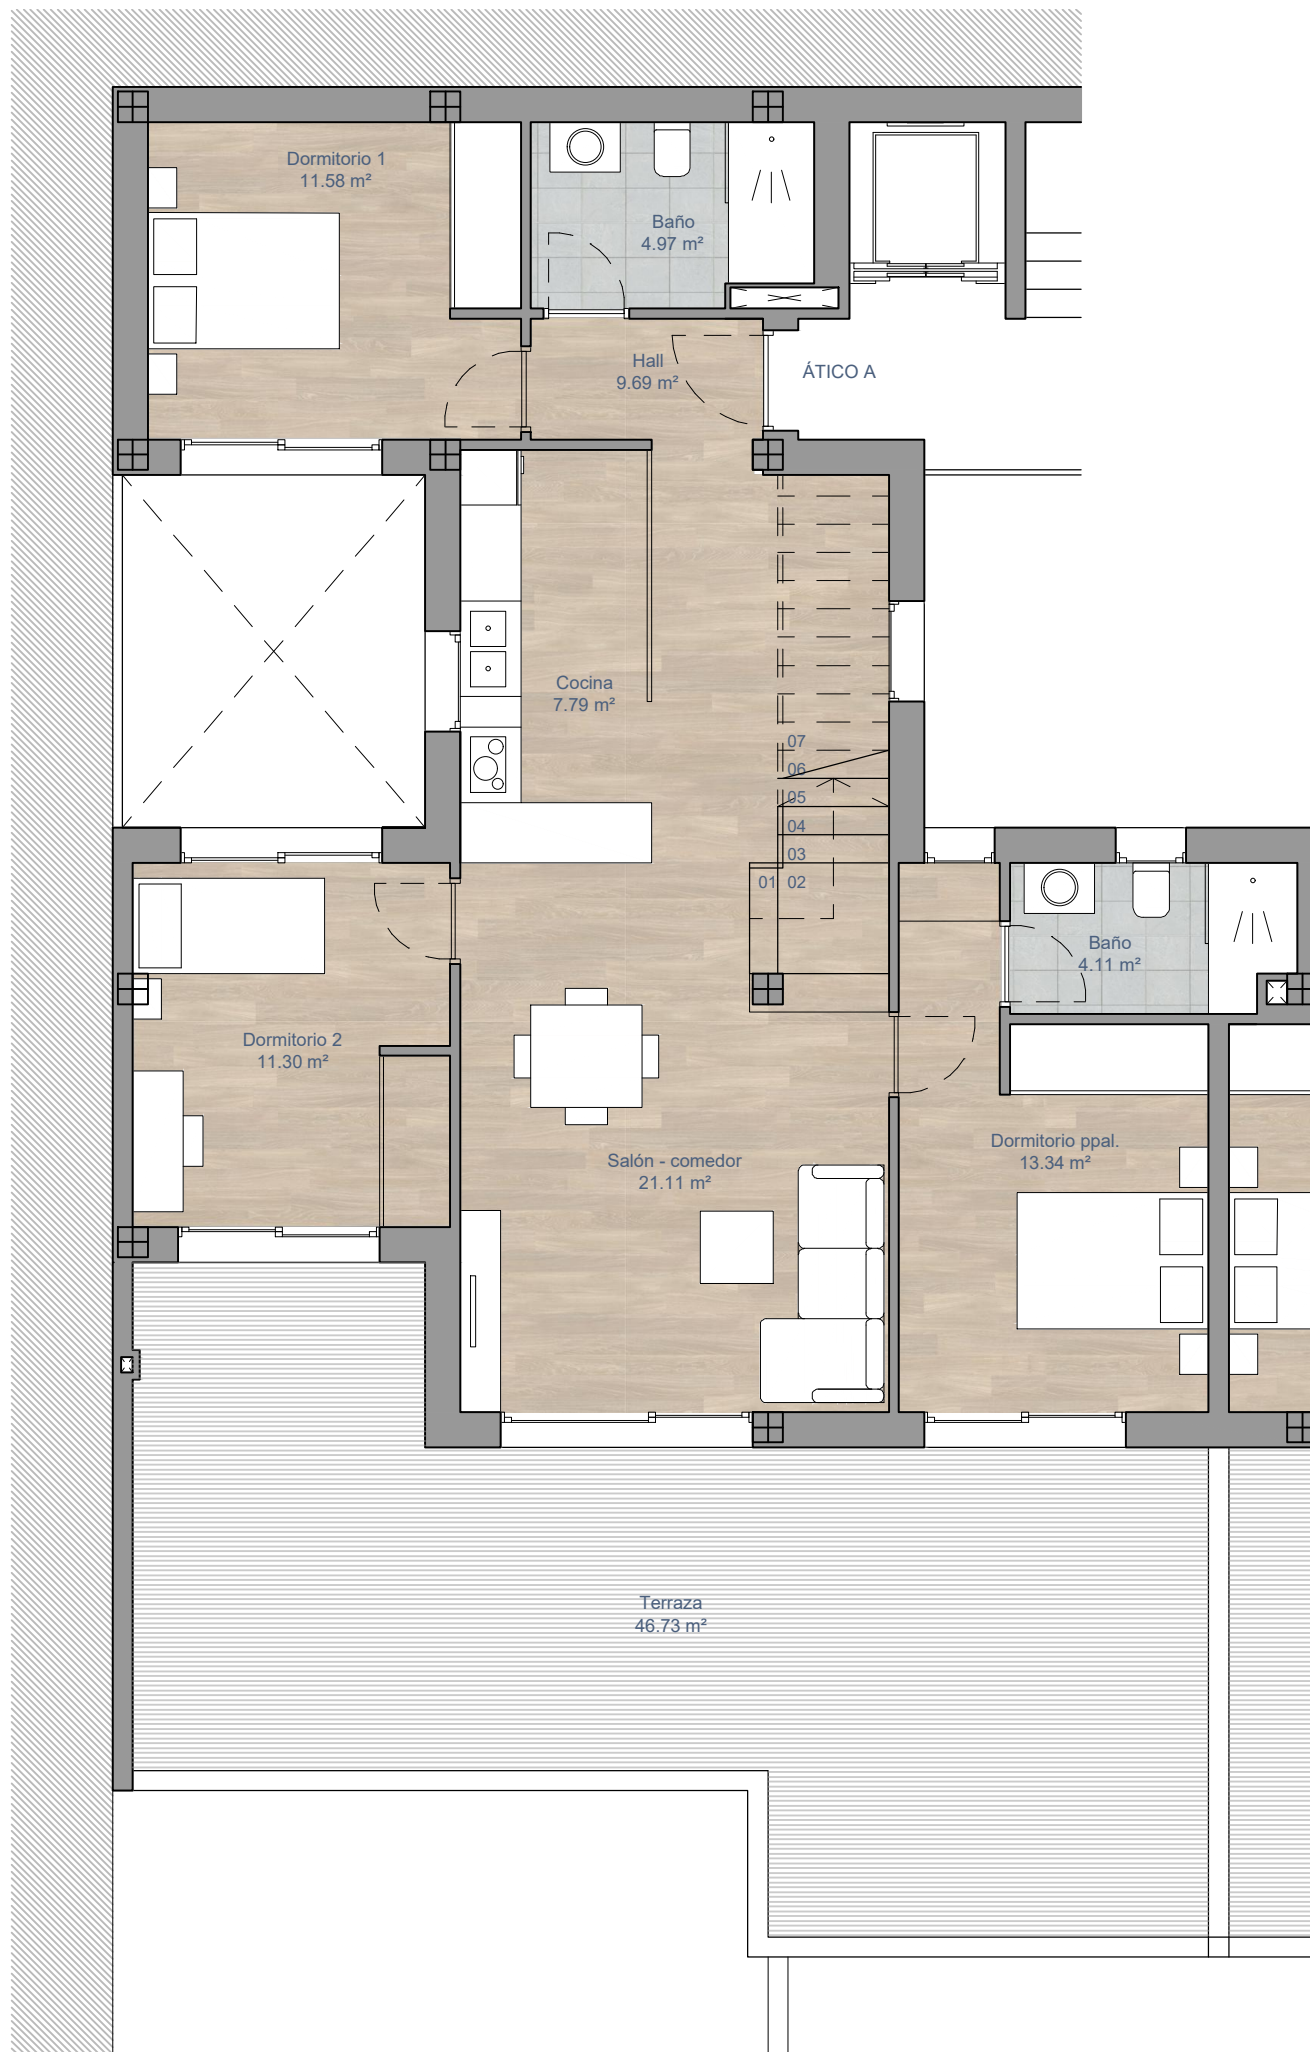 Dormitorio 1
11.58 m²
Baño
4.97 m²
Hall
9.69 m²
ÁTICO A
Cocina
7.79 m²
07
06
05
04
03
01 02
Baño
4.11 m²
Dormitorio 2
11.30 m²
Dormitorio ppal.
13.34 m²
Salón - comedor
21.11 m²
Terraza
46.73 m²